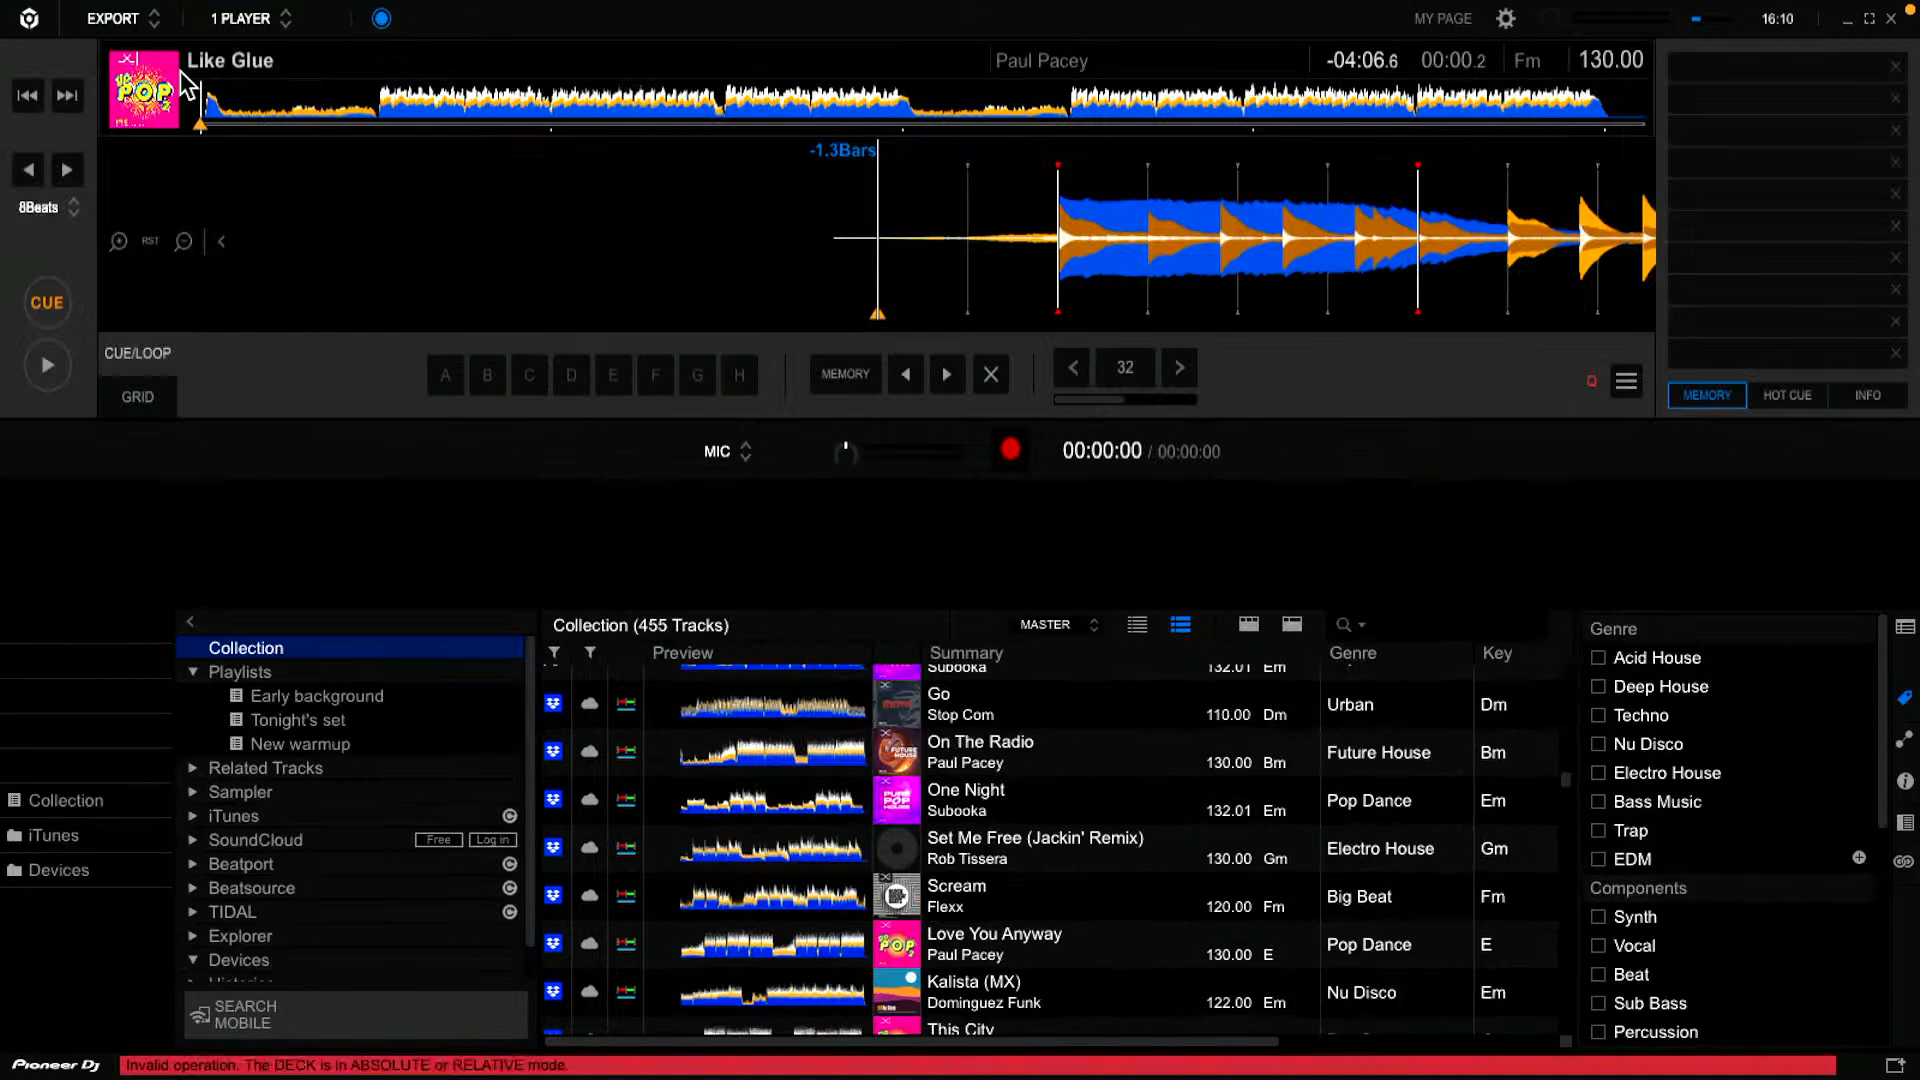 EXPORT
1 PLAYER
MY PAGE
16:10
POP
2
Like Glue
Paul Pacey
-04:06.6
00:00.2
Fm
130.00
-1.3Bars
8Beats
RST
CUE
CUE/LOOP
GRID
A
B
C
D
E
F
G
H
MEMORY
32
Q
MEMORY
HOT CUE
INFO
MIC
00:00:00 / 00:00:00
Collection
iTunes
Devices
Collection
Playlists
Early background
Tonight's set
New warmup
Related Tracks
Sampler
iTunes
SoundCloud Free Log in
Beatport
Beatsource
TIDAL
Explorer
Devices
Histories
SEARCH
MOBILE
Collection (455 Tracks)
MASTER
Preview Summary Genre Key
Subooka 132.01 Em
Go
Stop Com 110.00 Dm Urban Dm
On The Radio
Paul Pacey 130.00 Bm Future House Bm
One Night
Subooka 132.01 Em Pop Dance Em
Set Me Free (Jackin' Remix)
Rob Tissera 130.00 Gm Electro House Gm
Scream
Flexx 120.00 Fm Big Beat Fm
Love You Anyway
Paul Pacey 130.00 E Pop Dance E
Kalista (MX)
Dominguez Funk 122.00 Em Nu Disco Em
This City
Genre
Acid House
Deep House
Techno
Nu Disco
Electro House
Bass Music
Trap
EDM
Components
Synth
Vocal
Beat
Sub Bass
Percussion
Pioneer Dj
Invalid operation. The DECK is in ABSOLUTE or RELATIVE mode.